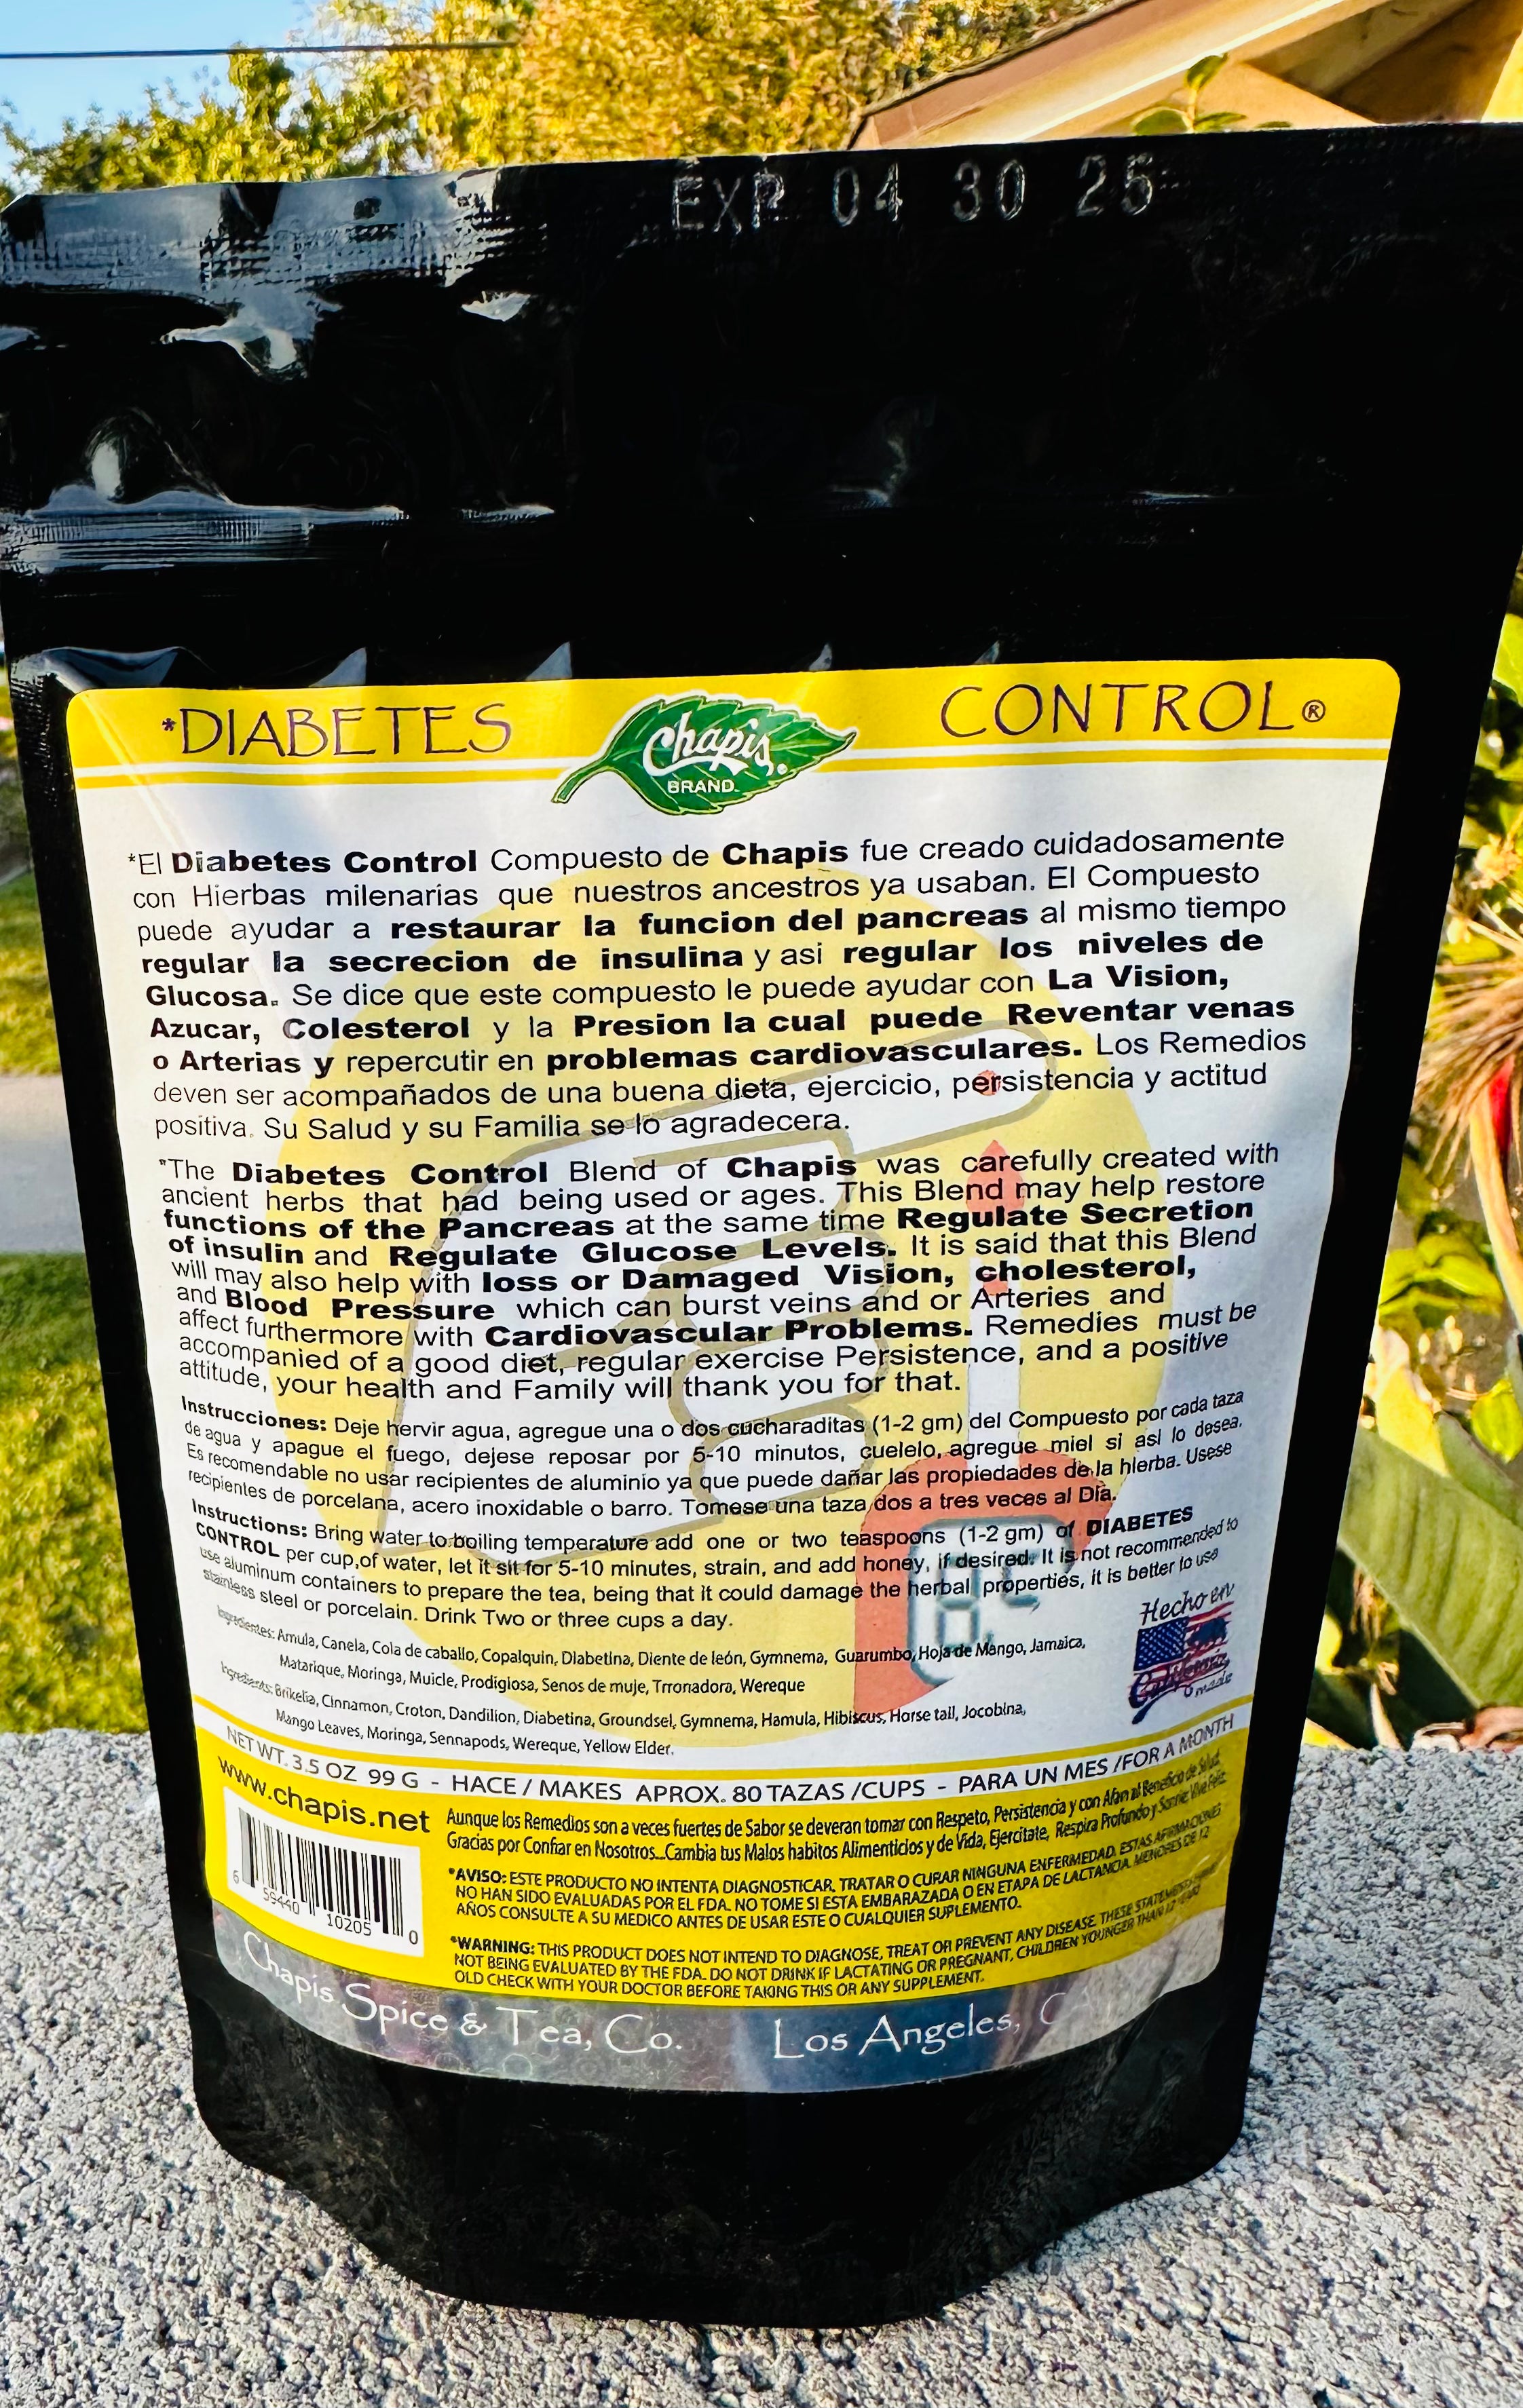 EXP 04 30 25
*DIABETES CONTROL®
Chapis
BRAND
*El Diabetes Control Compuesto de Chapis fue creado cuidadosamente
con Hierbas milenarias que nuestros ancestros ya usaban. El Compuesto
puede ayudar a restaurar la funcion del pancreas al mismo tiempo
regular la secrecion de insulina y asi regular los niveles de
Glucosa. Se dice que este compuesto le puede ayudar con La Vision,
Azucar, Colesterol y la Presion la cual puede Reventar venas
o Arterias y repercutir en problemas cardiovasculares. Los Remedios
deven ser acompañados de una buena dieta, ejercicio, persistencia y actitud
positiva. Su Salud y su Familia se lo agradecera.
*The Diabetes Control Blend of Chapis was carefully created with
ancient herbs that had being used or ages. This Blend may help restore
functions of the Pancreas at the same time Regulate Secretion
of insulin and Regulate Glucose Levels. It is said that this Blend
will may also help with loss or Damaged Vision, cholesterol,
and Blood Pressure which can burst veins and or Arteries and
affect furthermore with Cardiovascular Problems. Remedies must be
accompanied of a good diet, regular exercise Persistence, and a positive
attitude, your health and Family will thank you for that.
Instrucciones: Deje hervir agua, agregue una o dos cucharaditas (1-2 gm) del Compuesto por cada taza
de agua y apague el fuego, dejese reposar por 5-10 minutos, cuelelo, agregue miel si asi lo desea.
Es recomendable no usar recipientes de aluminio ya que puede dañar las propiedades de la hierba. Usese
recipientes de porcelana, acero inoxidable o barro. Tomese una taza dos a tres veces al Día.
Instructions: Bring water to boiling temperature add one or two teaspoons (1-2 gm) of DIABETES
CONTROL per cup,of water, let it sit for 5-10 minutes, strain, and add honey, if desired. It is not recommended to
use aluminum containers to prepare the tea, being that it could damage the herbal properties, it is better to use
stainless steel or porcelain. Drink Two or three cups a day.
Ingredientes: Amula, Canela, Cola de caballo, Copalquin, Diabetina, Diente de león, Gymnema, Guarumbo, Hoja de Mango, Jamaica,
Matarique, Moringa, Muicle, Prodigiosa, Senos de muje, Trronadora, Wereque
Ingredients: Brikelia, Cinnamon, Croton, Dandilion, Diabetina, Groundsel, Gymnema, Hamula, Hibiscus, Horse tail, Jocobina,
Mango Leaves, Moringa, Sennapods, Wereque, Yellow Elder.
Hecho en
California
made
NET WT. 3.5 OZ 99 G - HACE / MAKES APROX. 80 TAZAS /CUPS - PARA UN MES /FOR A MONTH
www.chapis.net
Aunque los Remedios son a veces fuertes de Sabor se deveran tomar con Respeto, Persistencia y con Afan al Beneficio de Salud.
Gracias por Confiar en Nosotros...Cambia tus Malos habitos Alimenticios y de Vida, Ejercitate, Respira Profundo y Sonrie. Vive Feliz.
*AVISO: ESTE PRODUCTO NO INTENTA DIAGNOSTICAR, TRATAR O CURAR NINGUNA ENFERMEDAD. ESTAS AFIRMACIONES
NO HAN SIDO EVALUADAS POR EL FDA. NO TOME SI ESTA EMBARAZADA O EN ETAPA DE LACTANCIA. MENORES DE 12
AÑOS CONSULTE A SU MEDICO ANTES DE USAR ESTE O CUALQUIER SUPLEMENTO.
*WARNING: THIS PRODUCT DOES NOT INTEND TO DIAGNOSE, TREAT OR PREVENT ANY DISEASE. THESE STATEMENTS
NOT BEING EVALUATED BY THE FDA. DO NOT DRINK IF LACTATING OR PREGNANT, CHILDREN YOUNGER THAN 12
OLD CHECK WITH YOUR DOCTOR BEFORE TAKING THIS OR ANY SUPPLEMENT.
6 59440 10205 0
Chapis Spice & Tea, Co. Los Angeles, CA